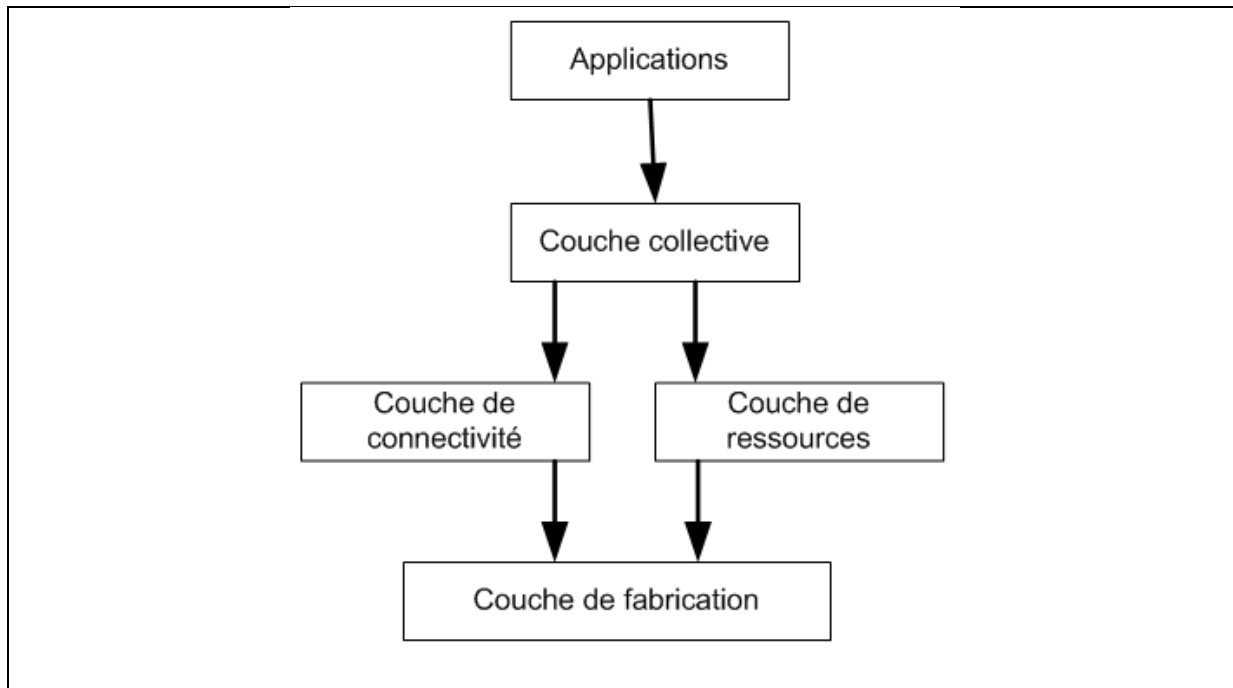 Applications
Couche collective
Couche de
connectivité
Couche de
ressources
Couche de fabrication